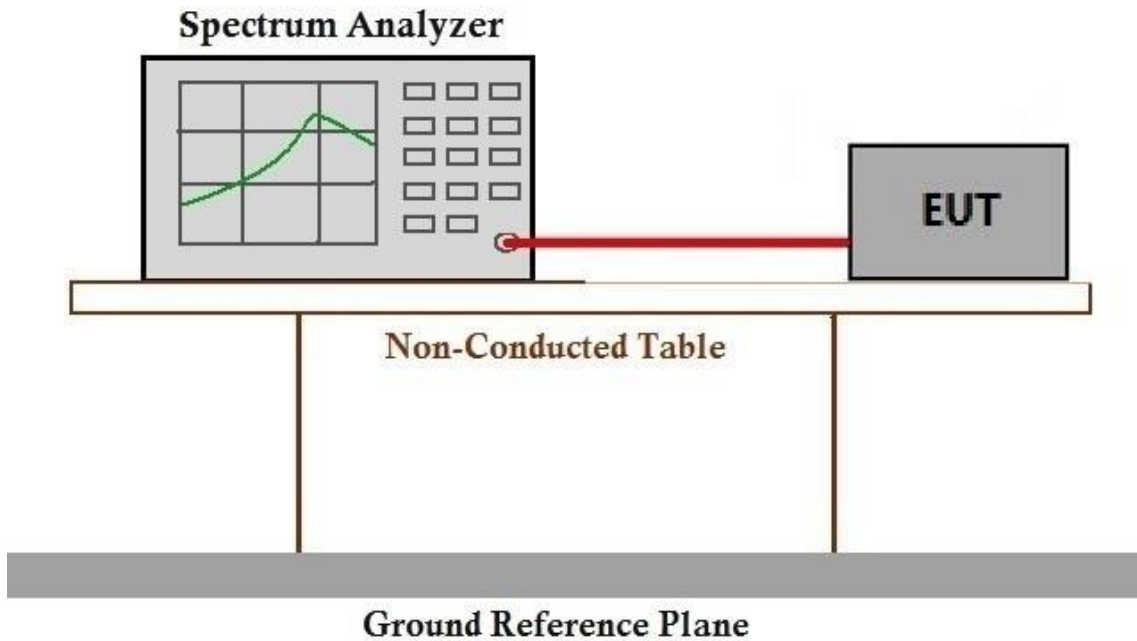 Spectrum Analyzer
EUT
Non-Conducted Table
Ground Reference Plane